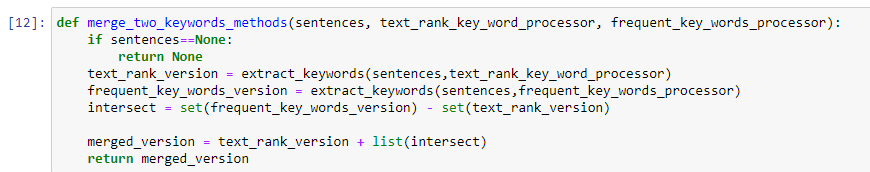 [12]: def merge_two_keywords_methods(sentences, text_rank_key_word_processor, frequent_key_words_processor):
    if sentences==None:
        return None
    text_rank_version = extract_keywords(sentences,text_rank_key_word_processor)
    frequent_key_words_version = extract_keywords(sentences,frequent_key_words_processor)
    intersect = set(frequent_key_words_version) - set(text_rank_version)

    merged_version = text_rank_version + list(intersect)
    return merged_version